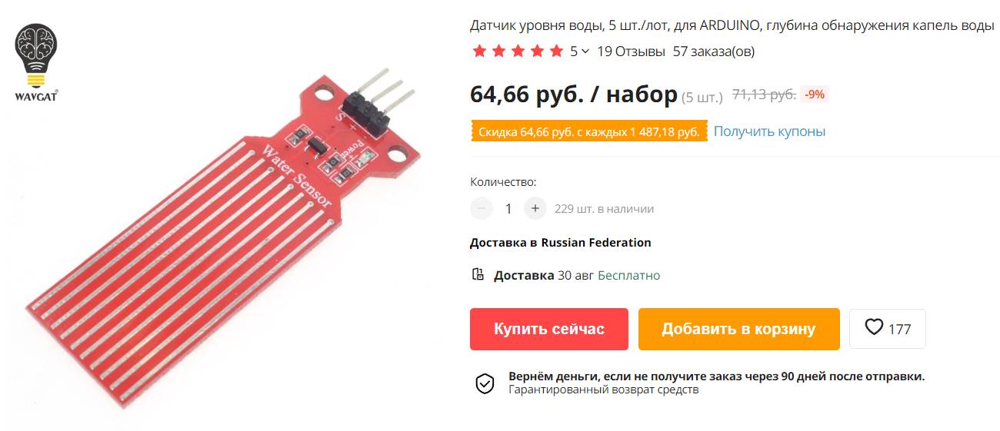 WAVGAT®
S
+
-
Power
+
Water Sensor
Датчик уровня воды, 5 шт./лот, для ARDUINO, глубина обнаружения капель воды
5 19 Отзывы 57 заказа(ов)
64,66 руб. / набор (5 шт.) 71,13 руб. -9%
Скидка 64,66 руб. с каждых 1 487,18 руб. Получить купоны
Количество:
− 1 + 229 шт. в наличии
Доставка в Russian Federation
Доставка 30 авг Бесплатно
Купить сейчас Добавить в корзину 177
Вернём деньги, если не получите заказ через 90 дней после отправки.
Гарантированный возврат средств